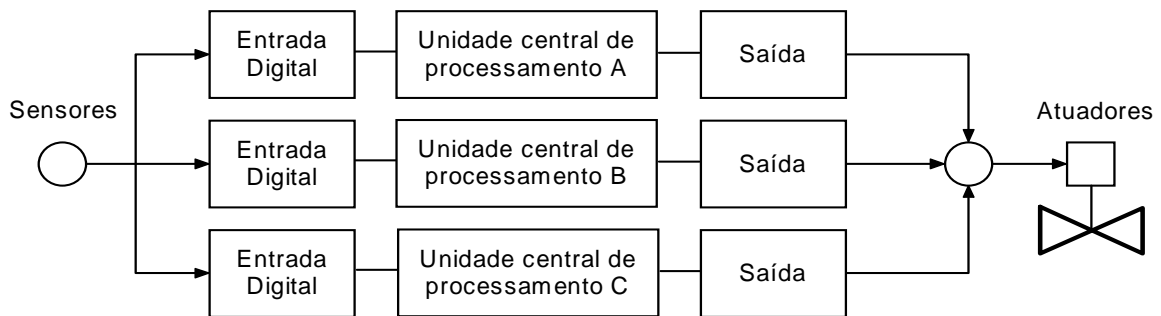 Entrada
Digital
Unidade central de
processamento A
Saída
Sensores
Atuadores
Entrada
Digital
Unidade central de
processamento B
Saída
Entrada
Digital
Unidade central de
processamento C
Saída